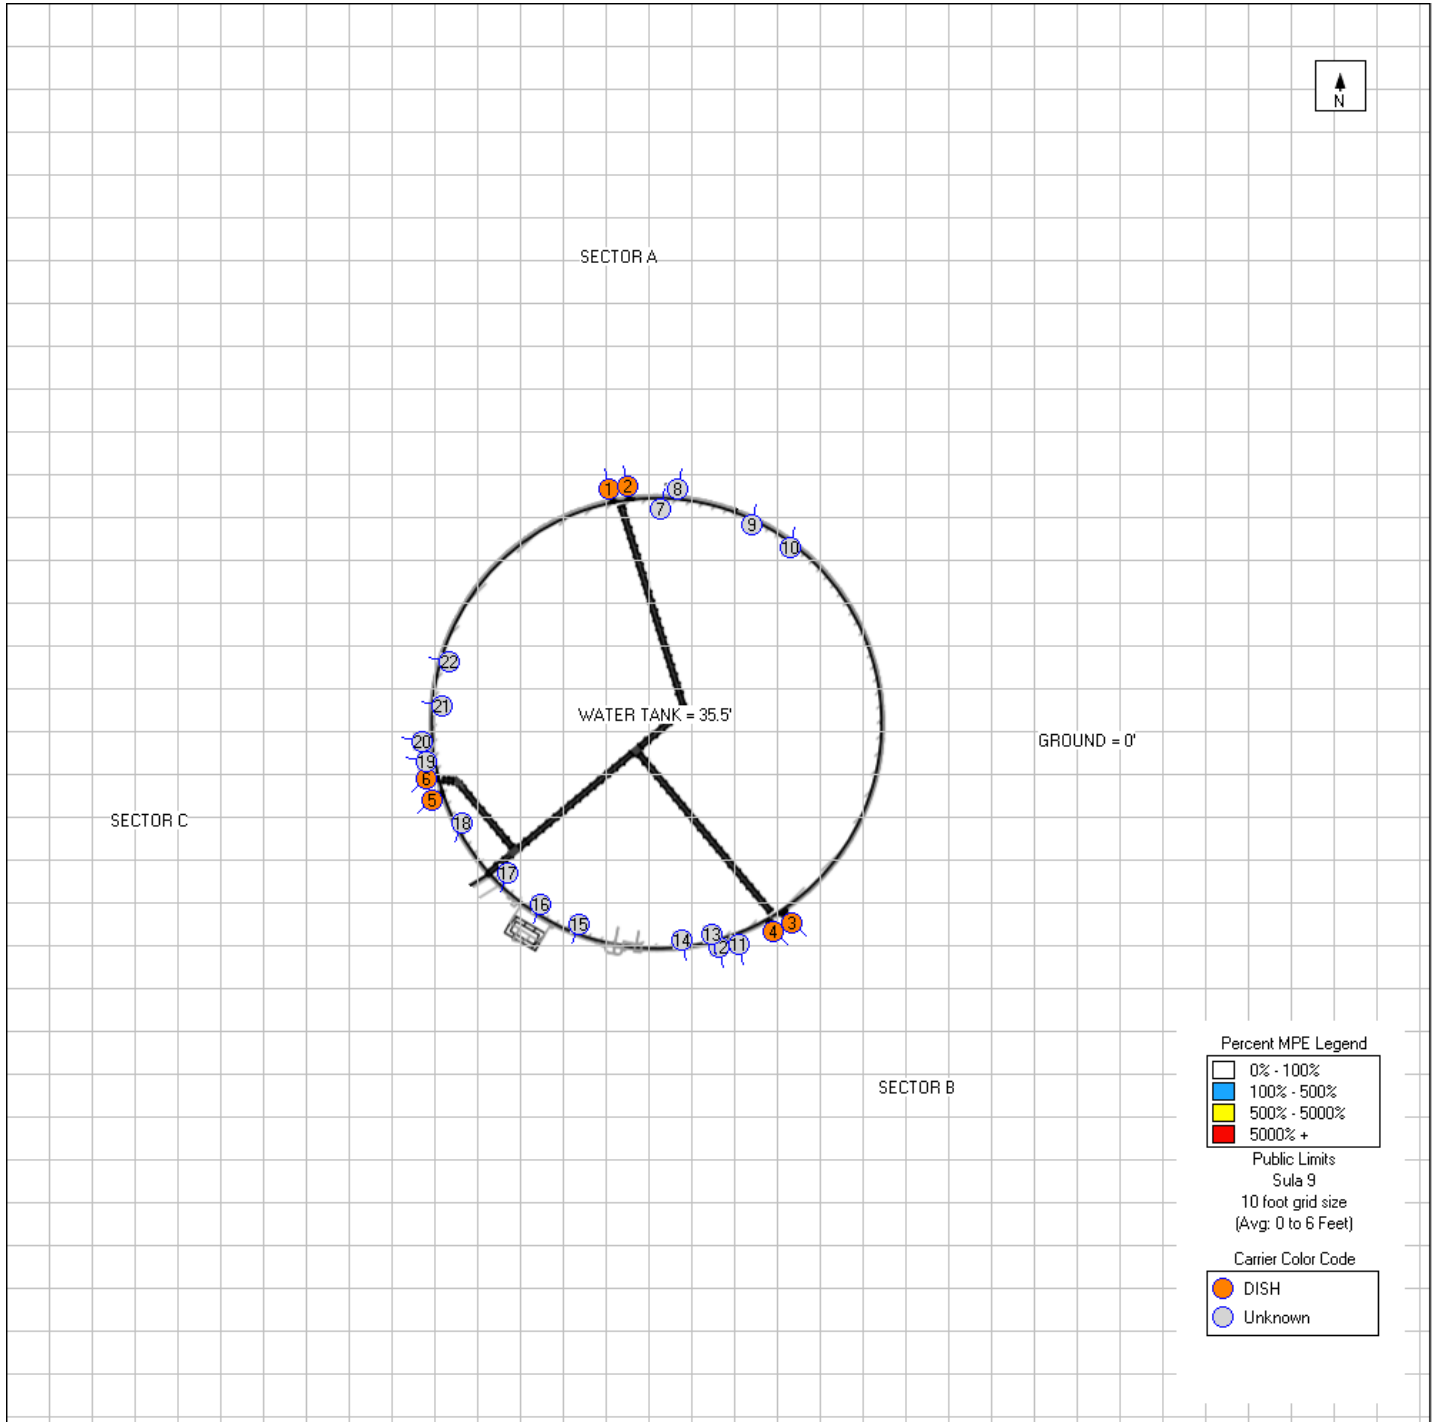 N
SECTOR A
1
2
8
7
9
10
22
21
WATER TANK = 35.5'
20
GROUND = 0'
19
6
5
SECTOR C
18
17
16
15
3
4
13
14
12
11
SECTOR B
Percent MPE Legend
0% - 100%
100% - 500%
500% - 5000%
5000% +
Public Limits
Sula 9
10 foot grid size
(Avg: 0 to 6 Feet)
Carrier Color Code
DISH
Unknown